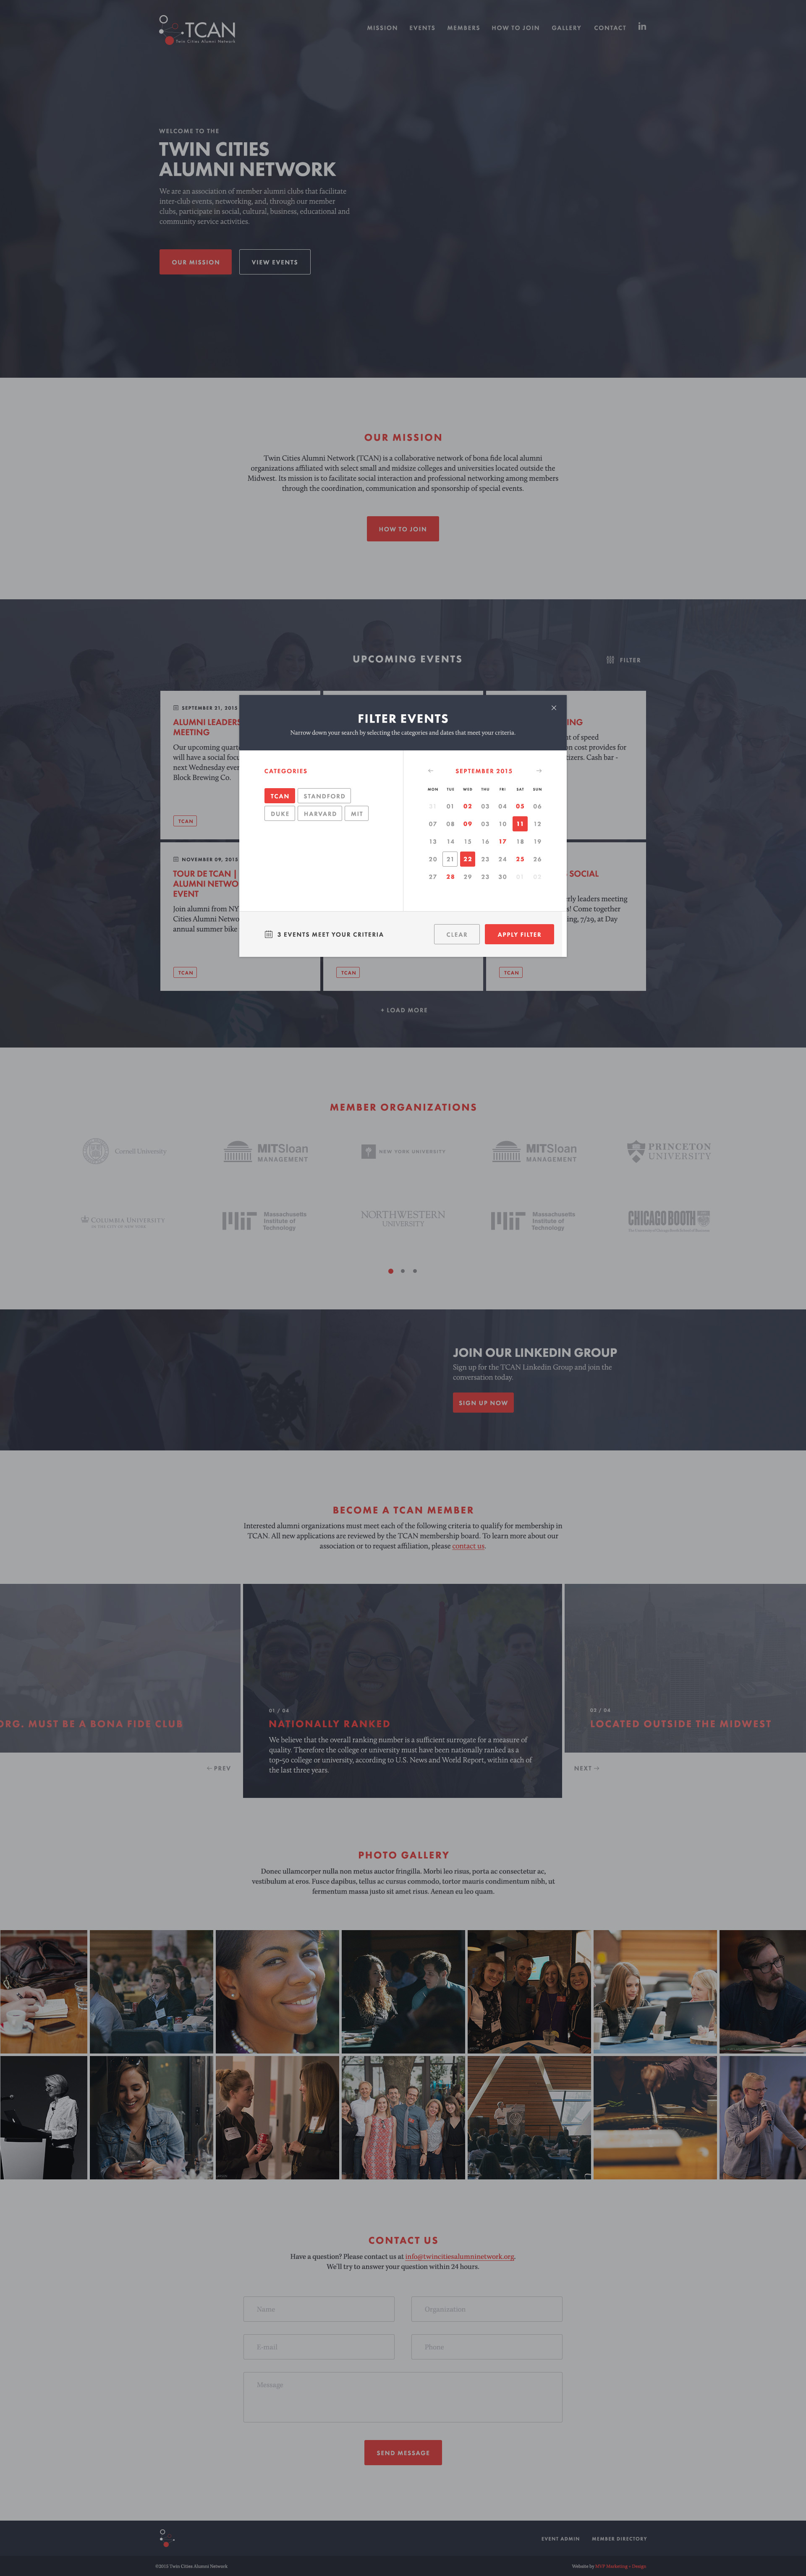 TCAN
Twin Cities Alumni Network
MISSION EVENTS MEMBERS HOW TO JOIN GALLERY CONTACT in
WELCOME TO THE
TWIN CITIES
ALUMNI NETWORK
We are an association of member alumni clubs that facilitate
inter-club events, networking, and, through our member
clubs, participate in social, cultural, business, educational and
community service activities.
OUR MISSION VIEW EVENTS
OUR MISSION
Twin Cities Alumni Network (TCAN) is a collaborative network of bona fide local alumni
organizations affiliated with select small and midsize colleges and universities located outside the
Midwest. Its mission is to facilitate social interaction and professional networking among members
through the coordination, communication and sponsorship of special events.
HOW TO JOIN
UPCOMING EVENTS
FILTER
SEPTEMBER 21, 2015
ALUMNI LEADERS
MEETING
Our upcoming quart
will have a social focu
next Wednesday ever
Block Brewing Co.
TCAN
NG
t of speed
on cost provides for
tizers. Cash bar -
FILTER EVENTS
Narrow down your search by selecting the categories and dates that meet your criteria.
CATEGORIES
TCAN STANDFORD
DUKE HARVARD MIT
SEPTEMBER 2015
MON TUE WED THU FRI SAT SUN
31 01 02 03 04 05 06
07 08 09 03 10 11 12
13 14 15 16 17 18 19
20 21 22 23 24 25 26
27 28 29 23 30 01 02
3 EVENTS MEET YOUR CRITERIA
CLEAR APPLY FILTER
NOVEMBER 09, 2015
TOUR DE TCAN |
ALUMNI NETWO
EVENT
Join alumni from NY
Cities Alumni Netwo
annual summer bike
TCAN
TCAN
SOCIAL
rly leaders meeting
s! Come together
ing, 7/29, at Day
TCAN
+ LOAD MORE
MEMBER ORGANIZATIONS
Cornell University
MITSloan
MANAGEMENT
NEW YORK UNIVERSITY
MITSloan
MANAGEMENT
PRINCETON
UNIVERSITY
COLUMBIA UNIVERSITY
IN THE CITY OF NEW YORK
Massachusetts
Institute of
Technology
NORTHWESTERN
UNIVERSITY
Massachusetts
Institute of
Technology
CHICAGO BOOTH
JOIN OUR LINKEDIN GROUP
Sign up for the TCAN Linkedin Group and join the
conversation today.
SIGN UP NOW
BECOME A TCAN MEMBER
Interested alumni organizations must meet each of the following criteria to qualify for membership in
TCAN. All new applications are reviewed by the TCAN membership board. To learn more about our
association or to request affiliation, please contact us.
ORG. MUST BE A BONA FIDE CLUB
PREV
01 / 04
NATIONALLY RANKED
We believe that the overall ranking number is a sufficient surrogate for a measure of
quality. Therefore the college or university must have been nationally ranked as a
top-50 college or university, according to U.S. News and World Report, within each of
the last three years.
02 / 04
LOCATED OUTSIDE THE MIDWEST
NEXT
PHOTO GALLERY
Donec ullamcorper nulla non metus auctor fringilla. Morbi leo risus, porta ac consectetur ac,
vestibulum at eros. Fusce dapibus, tellus ac cursus commodo, tortor mauris condimentum nibh, ut
fermentum massa justo sit amet risus. Aenean eu leo quam.
CONTACT US
Have a question? Please contact us at info@twincitiesalumninetwork.org.
We'll try to answer your question within 24 hours.
Name Organization
E-mail Phone
Message
SEND MESSAGE
EVENT ADMIN MEMBER DIRECTORY
©2015 Twin Cities Alumni Network
Website by MVP Marketing + Design